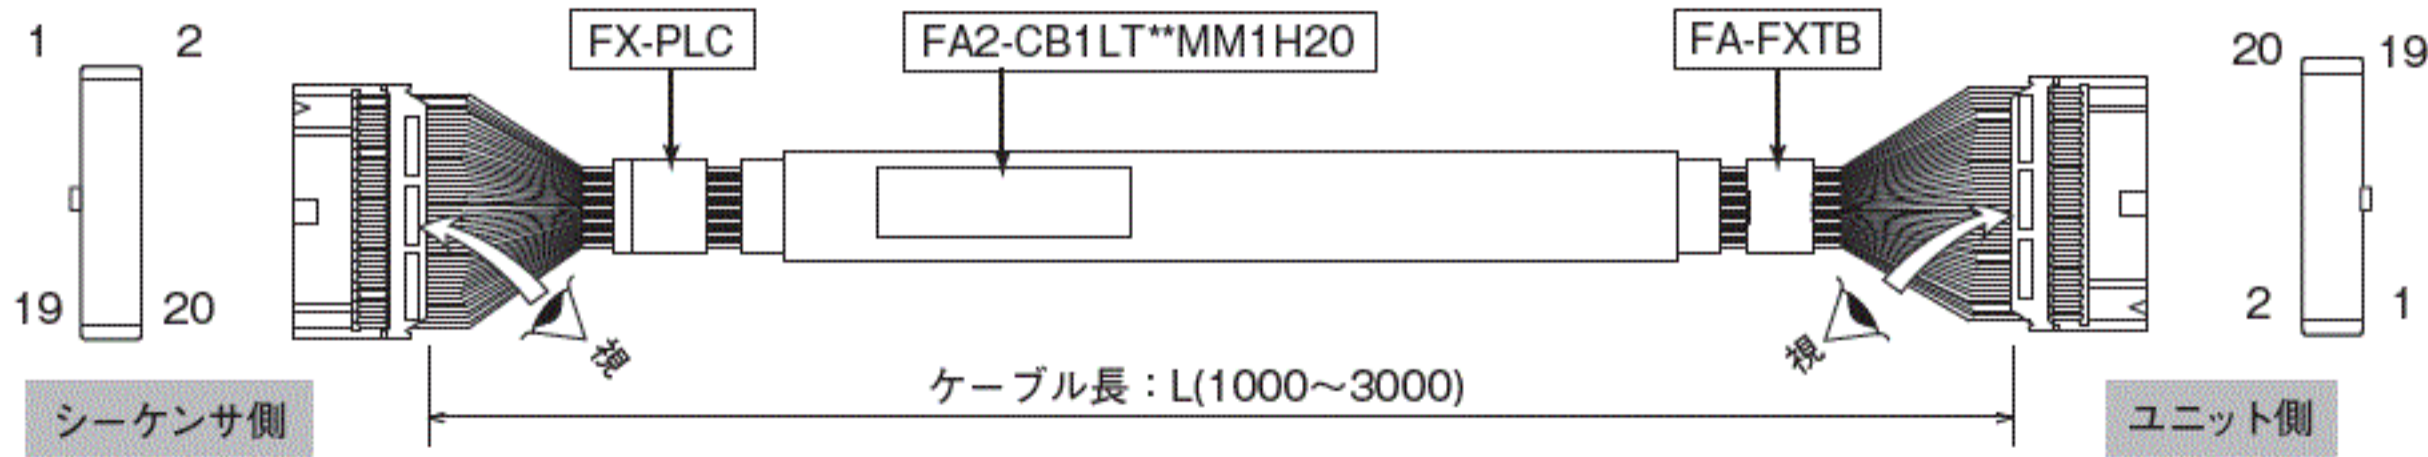 1 2
FX-PLC
FA2-CB1LT**MM1H20
FA-FXTB
20 19
19 20
視
視
2 1
シーケンサ側
ケーブル長：L(1000～3000)
ユニット側